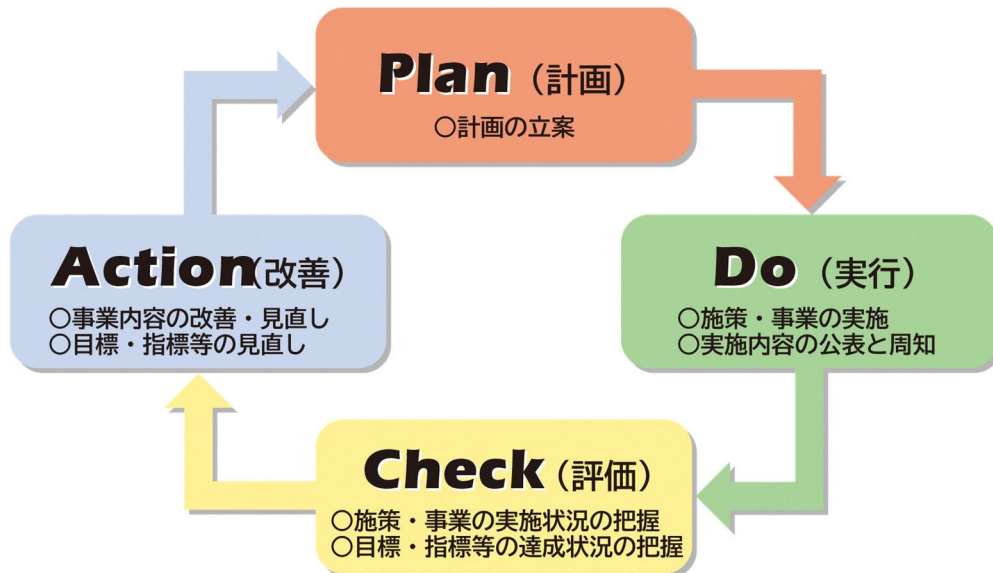 Plan（計画）
○計画の立案
Do（実行）
○施策・事業の実施
○実施内容の公表と周知
Check（評価）
○施策・事業の実施状況の把握
○目標・指標等の達成状況の把握
Action（改善）
○事業内容の改善・見直し
○目標・指標等の見直し